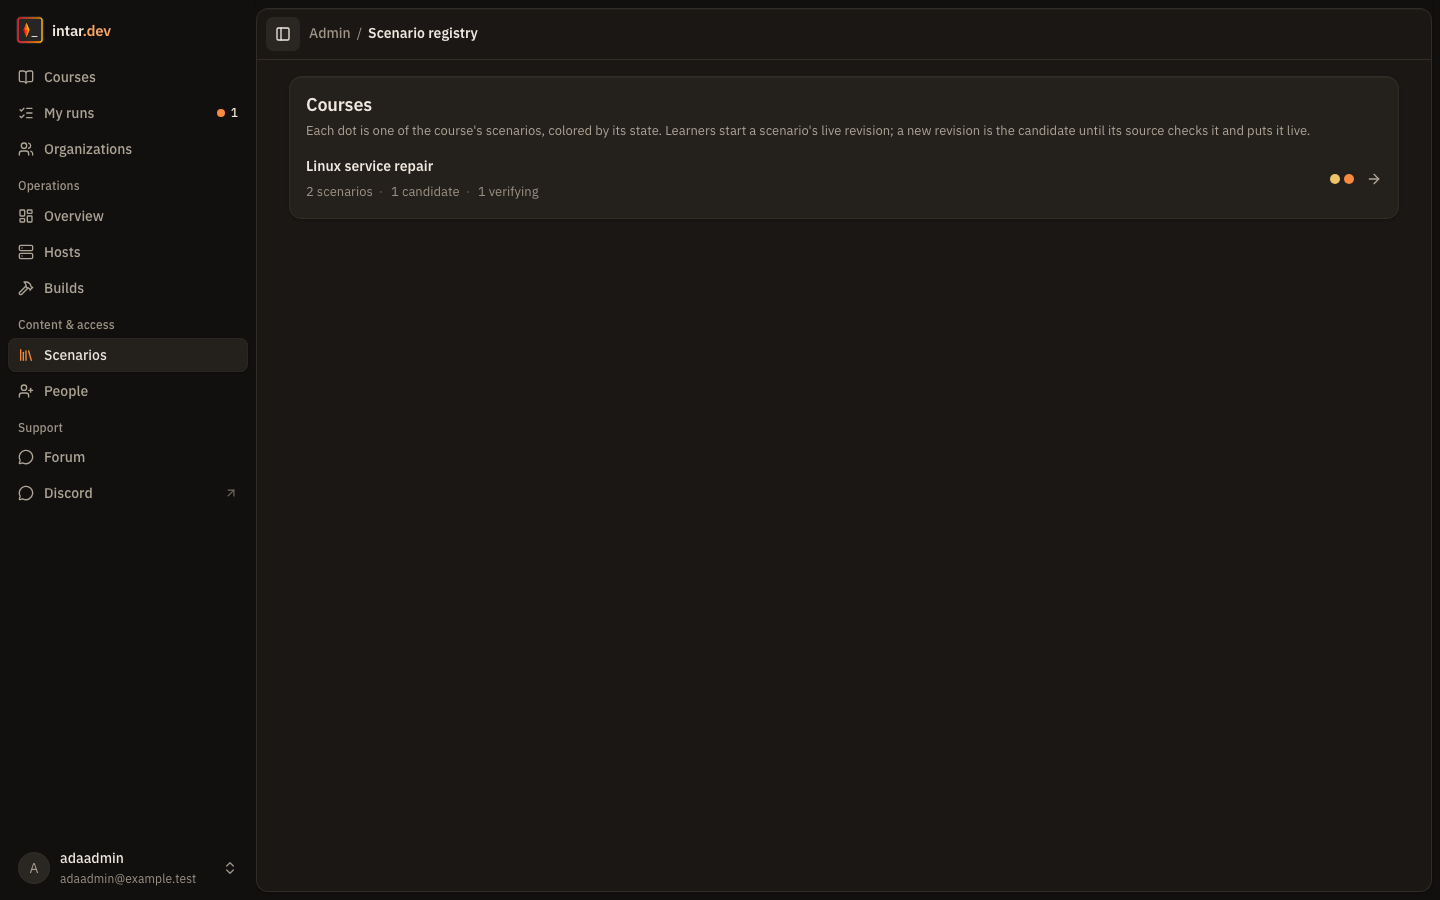 intar.dev
Courses
My runs 1
Organizations
Operations
Overview
Hosts
Builds
Content & access
Scenarios
People
Support
Forum
Discord
A
adaadmin
adaadmin@example.test
Admin / Scenario registry
Courses
Each dot is one of the course's scenarios, colored by its state. Learners start a scenario's live revision; a new revision is the candidate until its source checks it and puts it live.
Linux service repair
2 scenarios · 1 candidate · 1 verifying